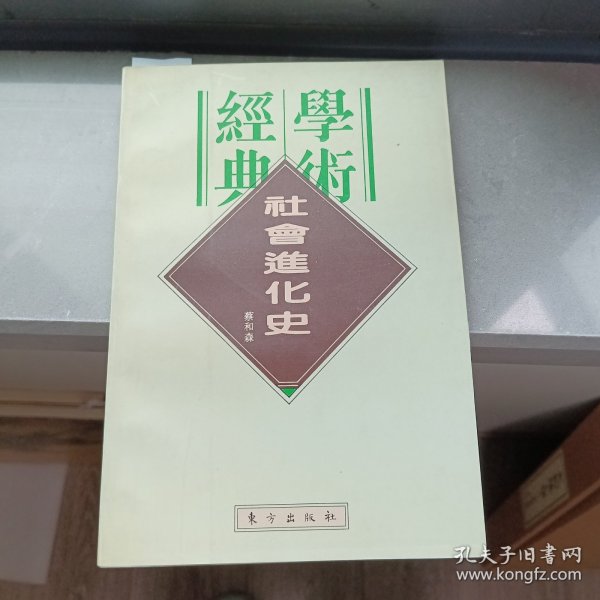 學術
經典
社會進化史
蔡和森
東方出版社
孔夫子旧书网
www.kongfz.com